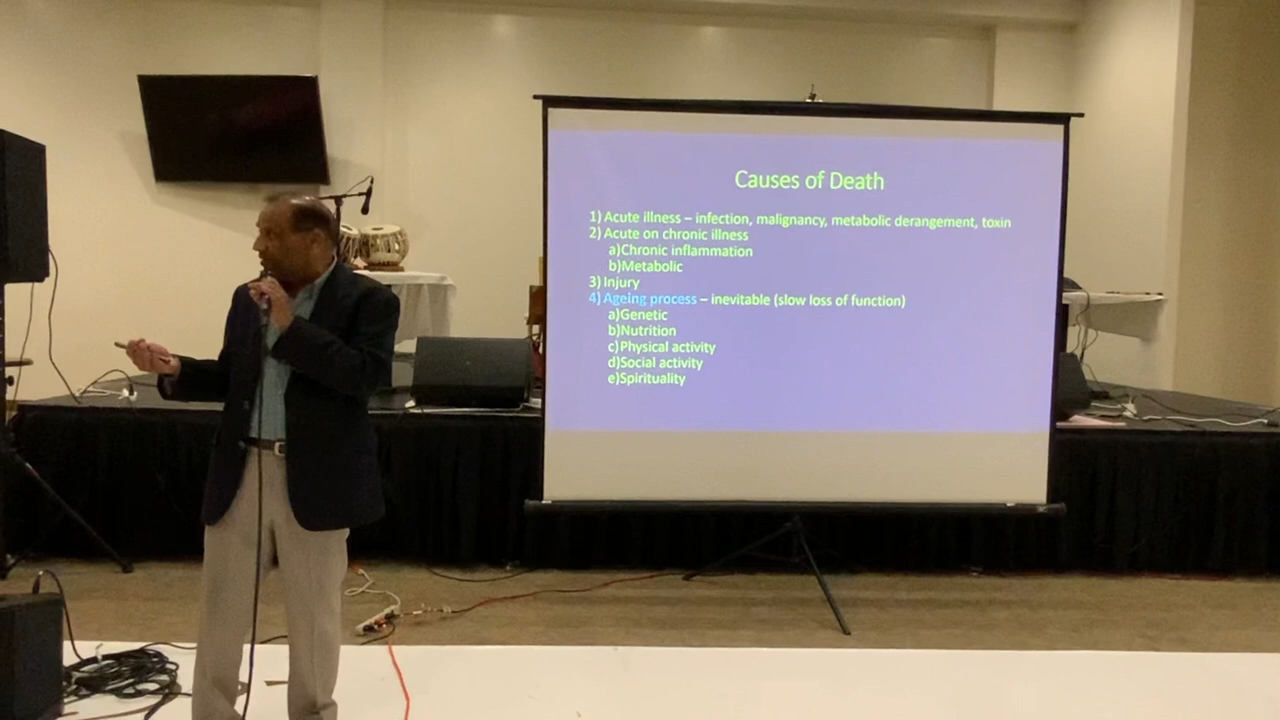 Causes of Death
1) Acute illness – infection, malignancy, metabolic derangement, toxin
2) Acute on chronic illness
a)Chronic inflammation
b)Metabolic
3) Injury
4) Ageing process – inevitable (slow loss of function)
a)Genetic
b)Nutrition
c)Physical activity
d)Social activity
e)Spirituality